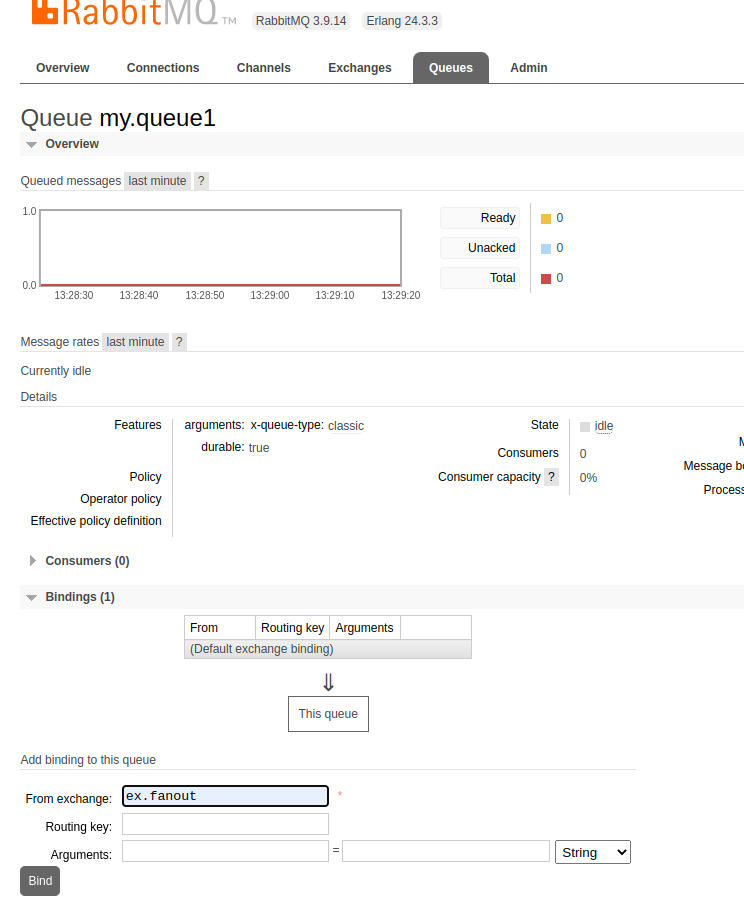 RabbitMQ TM RabbitMQ 3.9.14 Erlang 24.3.3
Overview Connections Channels Exchanges Queues Admin
Queue my.queue1
Overview
Queued messages last minute ?
1.0
0.0
13:28:30 13:28:40 13:28:50 13:29:00 13:29:10 13:29:20
Ready 0
Unacked 0
Total 0
Message rates last minute ?
Currently idle
Details
Features arguments: x-queue-type: classic
durable: true
Policy
Operator policy
Effective policy definition
State idle
Consumers 0
Consumer capacity ? 0%
M
Message bo
Process
Consumers (0)
Bindings (1)
From Routing key Arguments
(Default exchange binding)
⇓
This queue
Add binding to this queue
From exchange: ex.fanout *
Routing key:
Arguments: = String
Bind